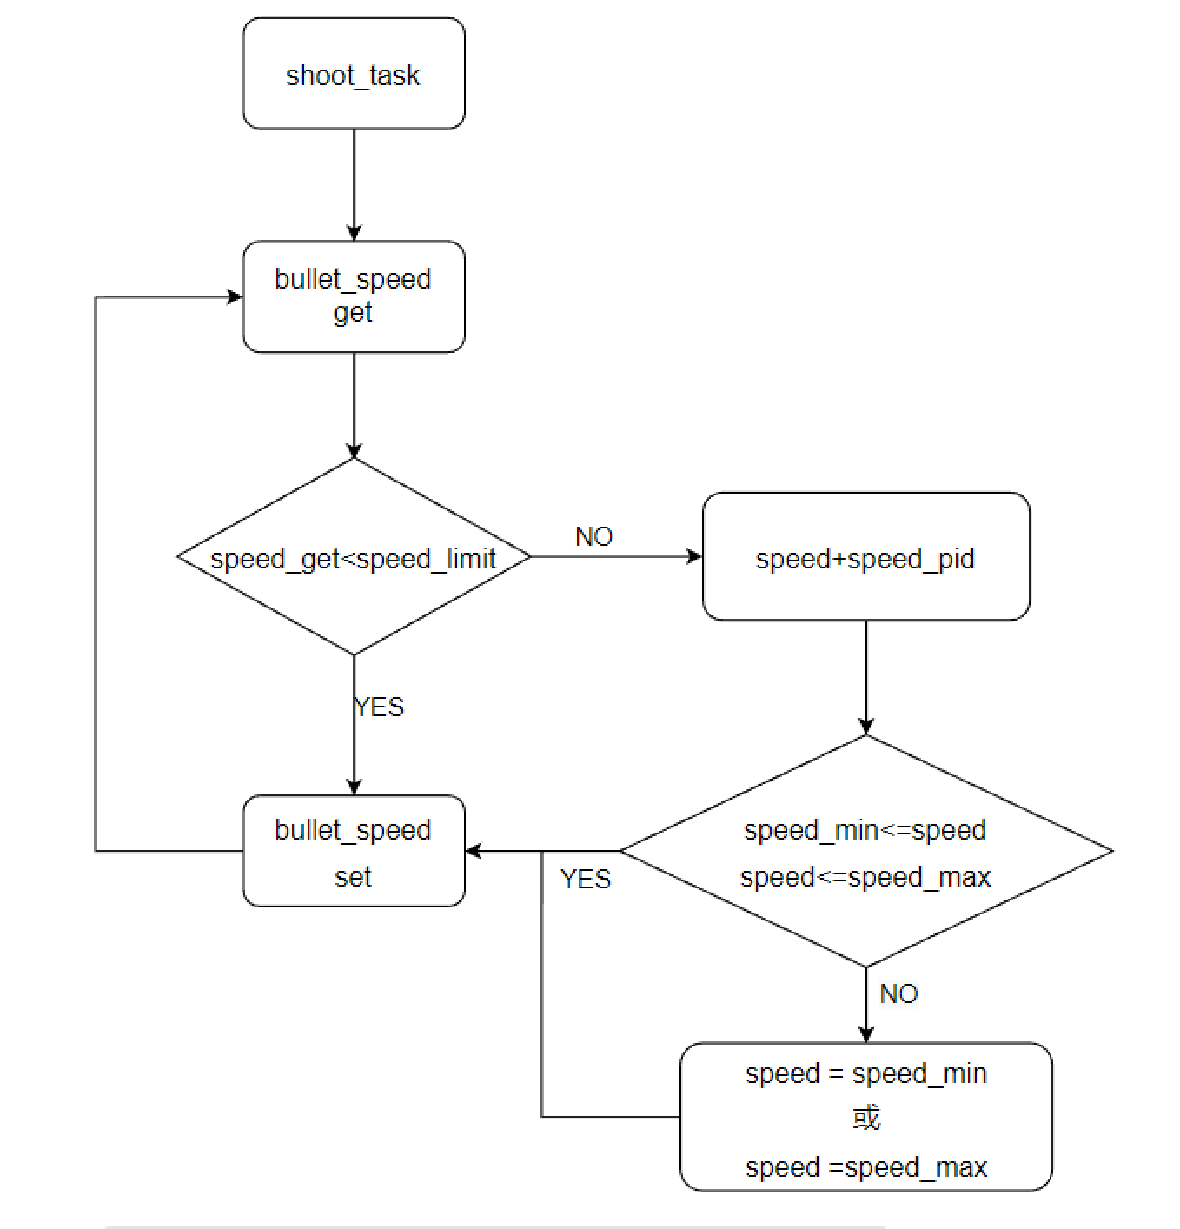 shoot_task
bullet_speed
get
speed_get<speed_limit
NO
speed+speed_pid
YES
bullet_speed
set
speed_min<=speed
speed<=speed_max
YES
NO
speed = speed_min
或
speed =speed_max